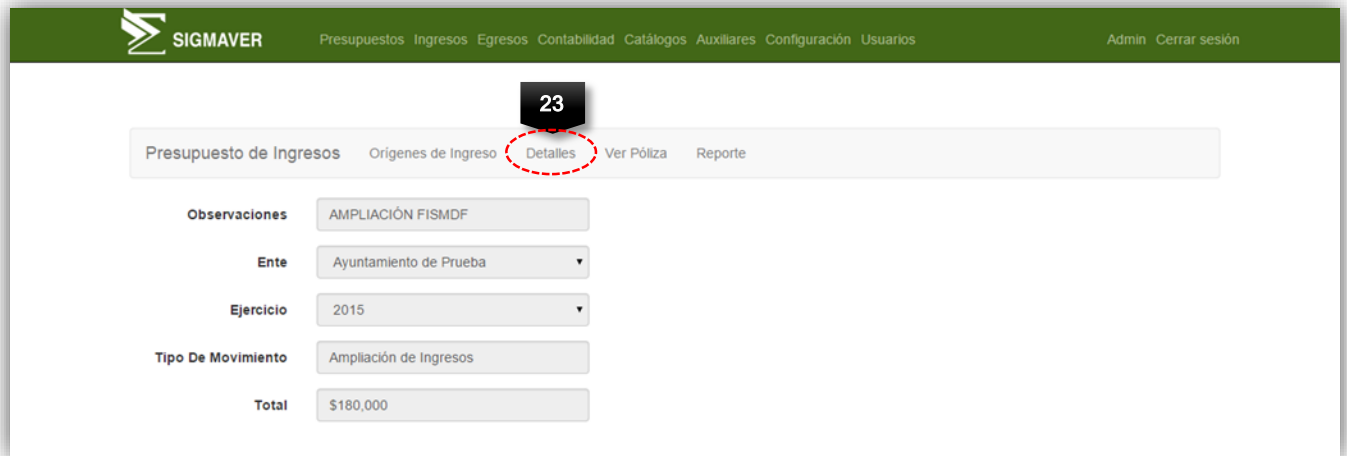 SIGMAVER Presupuestos Ingresos Egresos Contabilidad Catálogos Auxiliares Configuración Usuarios Admin Cerrar sesión
23
Presupuesto de Ingresos Orígenes de Ingreso Detalles Ver Póliza Reporte
Observaciones AMPLIACIÓN FISMDF
Ente Ayuntamiento de Prueba
Ejercicio 2015
Tipo De Movimiento Ampliación de Ingresos
Total $180,000